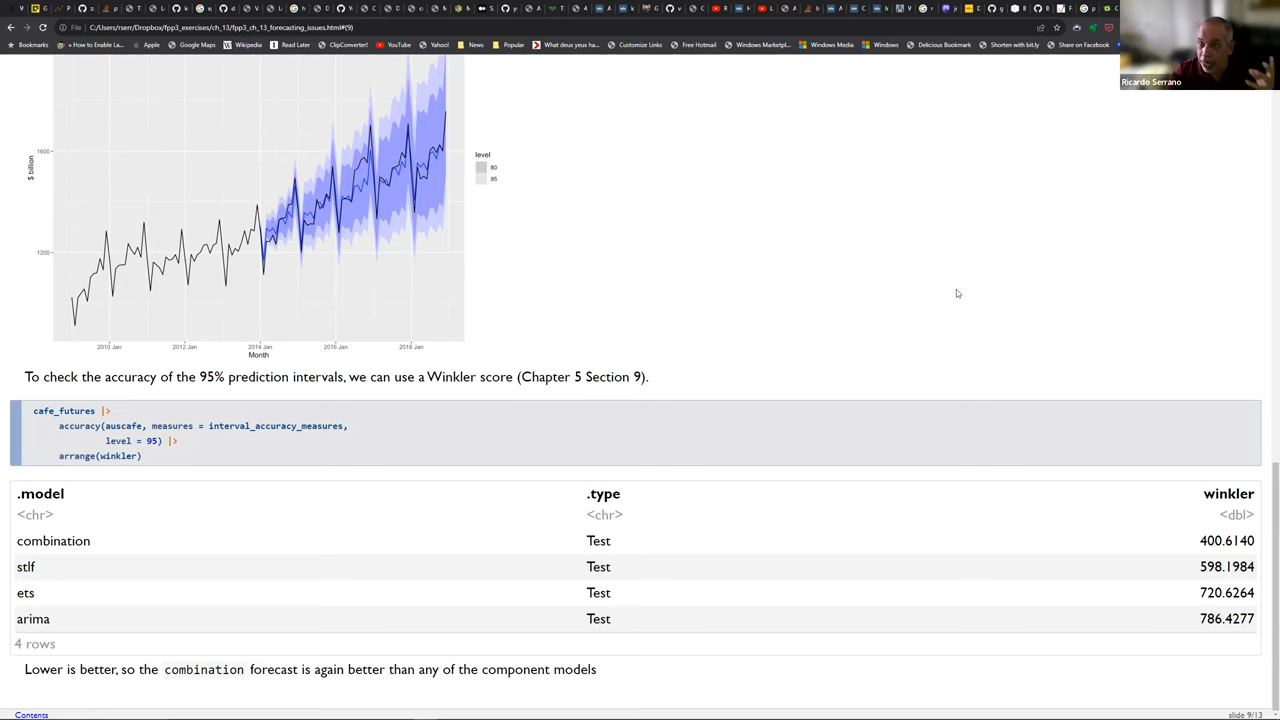 File C:/Users/rserr/Dropbox/fpp3_exercises/ch_13/fpp3_ch_13_forecasting_issues.html#(9)
Bookmarks + How to Enable La... Apple Google Maps Wikipedia Read Later ClipConverter! YouTube Yahoo! News Popular What deux yeux ha... Customize Links Free Hotmail Windows Marketpl... Windows Media Windows Delicious Bookmark Shorten with bit.ly Share on Facebook
Ricardo Serrano
1600
1200
$ billion
level
80
95
2010 Jan 2012 Jan 2014 Jan 2016 Jan 2018 Jan
Month
To check the accuracy of the 95% prediction intervals, we can use a Winkler score (Chapter 5 Section 9).
cafe_futures |>
accuracy(auscafe, measures = interval_accuracy_measures,
level = 95) |>
arrange(winkler)
.model .type winkler
<chr> <chr> <dbl>
combination Test 400.6140
stlf Test 598.1984
ets Test 720.6264
arima Test 786.4277
4 rows
Lower is better, so the combination forecast is again better than any of the component models
Contents slide 9/13